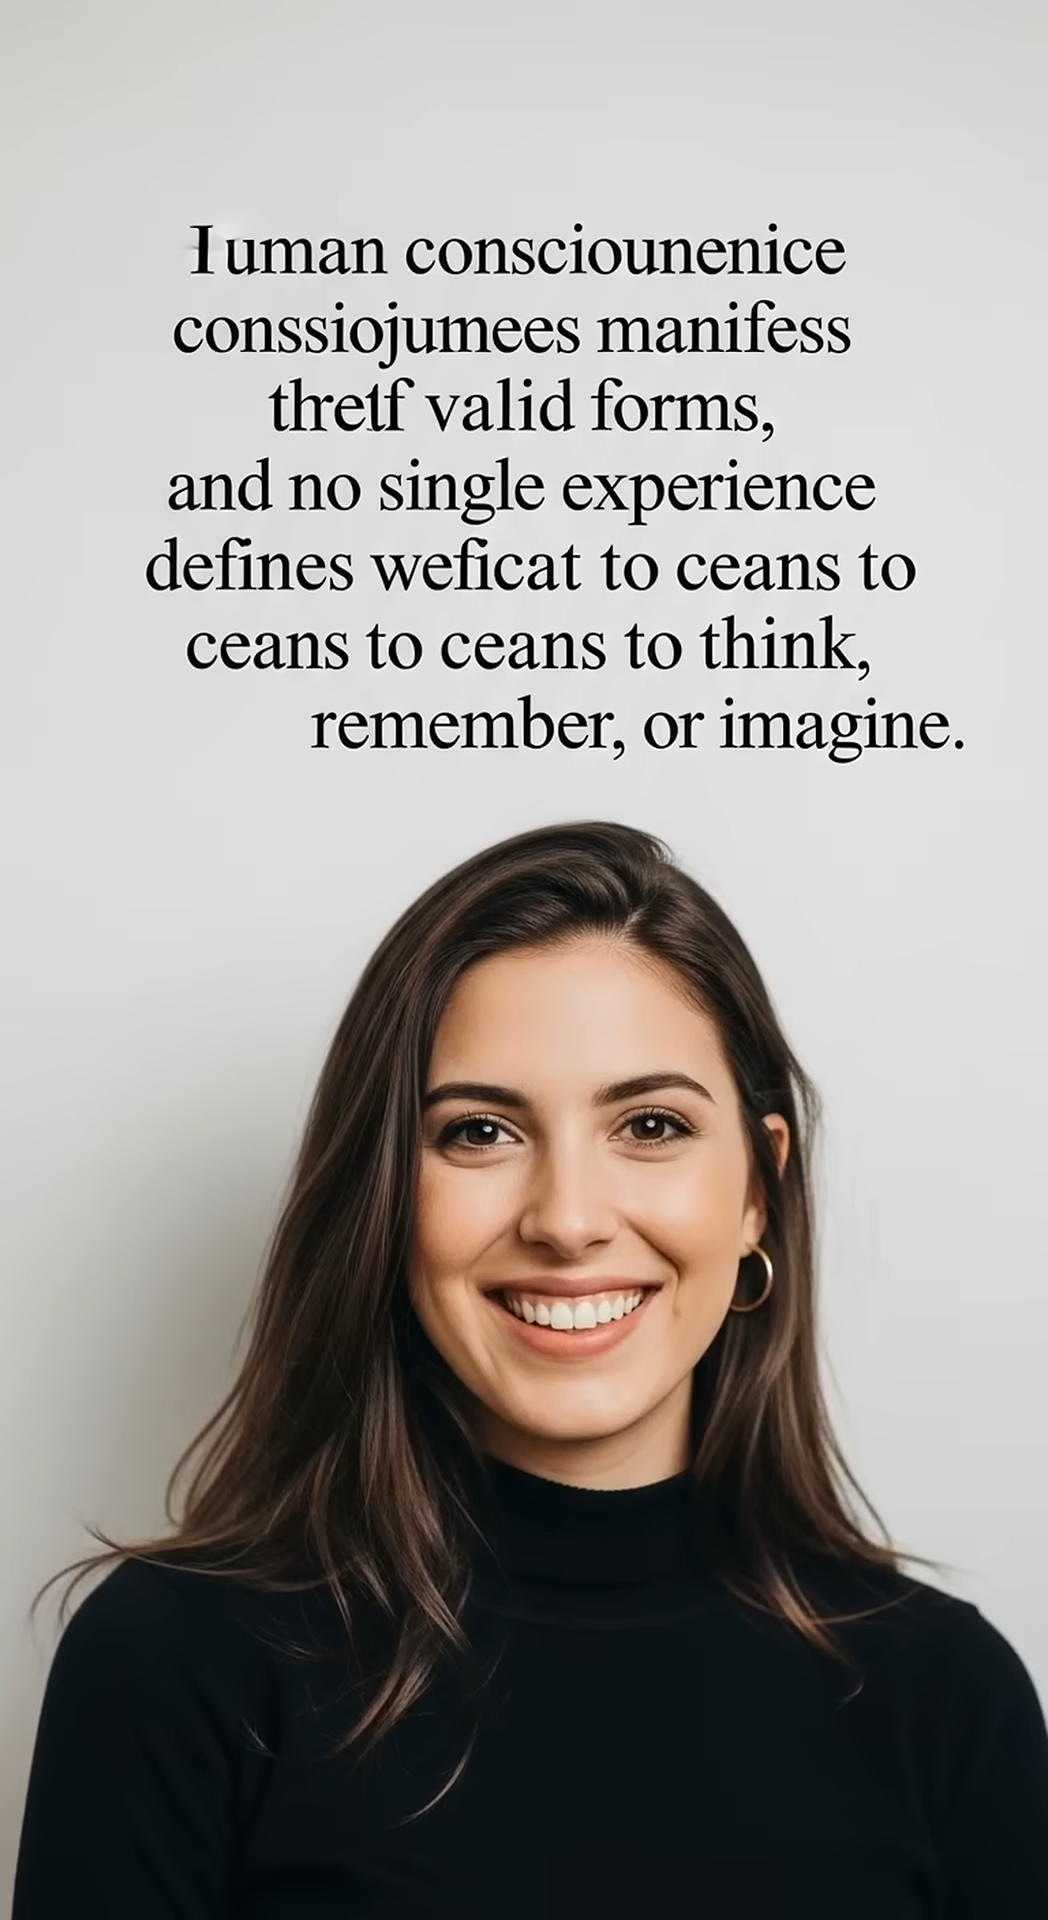 Iuman consciounenice
conssiojumees manifess
thretf valid forms,
and no single experience
defines weficat to ceans to
ceans to ceans to think,
remember, or imagine.